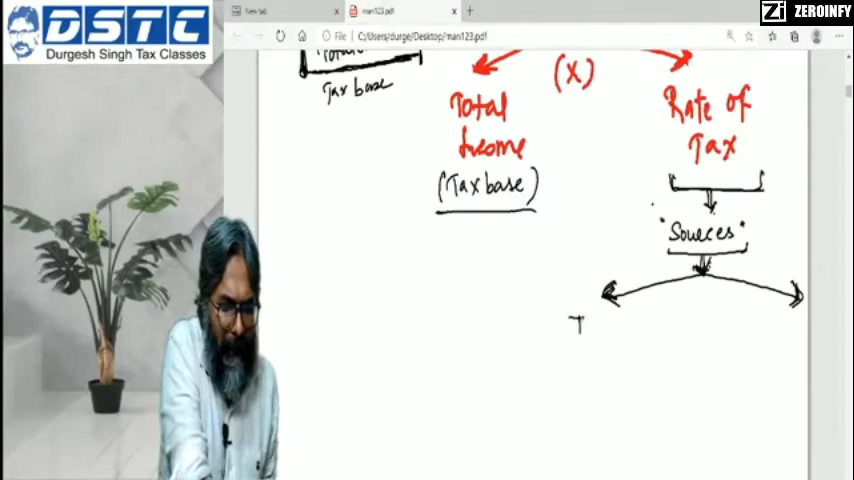 DSTC
Durgesh Singh Tax Classes
New tab
man123.pdf
File
C:/Users/durge/Desktop/man123.pdf
Zi ZEROINFY
Tax base
(X)
Total
Income
(Tax base)
Rate of
Tax
"Sources"
T